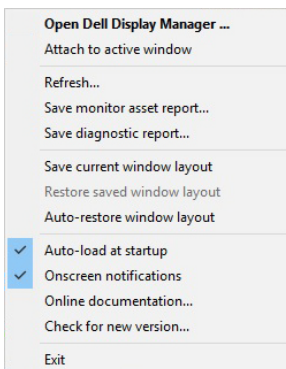 Open Dell Display Manager ...
Attach to active window
Refresh...
Save monitor asset report...
Save diagnostic report...
Save current window layout
Restore saved window layout
Auto-restore window layout
Auto-load at startup
Onscreen notifications
Online documentation...
Check for new version...
Exit